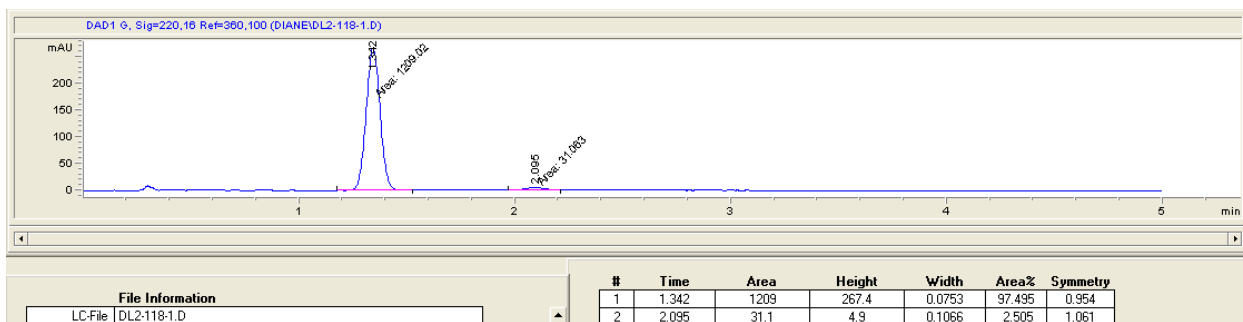 DAD1 G, Sig=220,16 Ref=360,100 (DIANE\DL2-118-1.D)
mAU
200
150
100
50
0
1.342
Area: 1209.02
2.095
Area: 31.063
1 2 3 4 5 min
File Information
LC-File DL2-118-1.D
# Time Area Height Width Area% Symmetry
1 1.342 1209 267.4 0.0753 97.495 0.954
2 2.095 31.1 4.9 0.1066 2.505 1.061